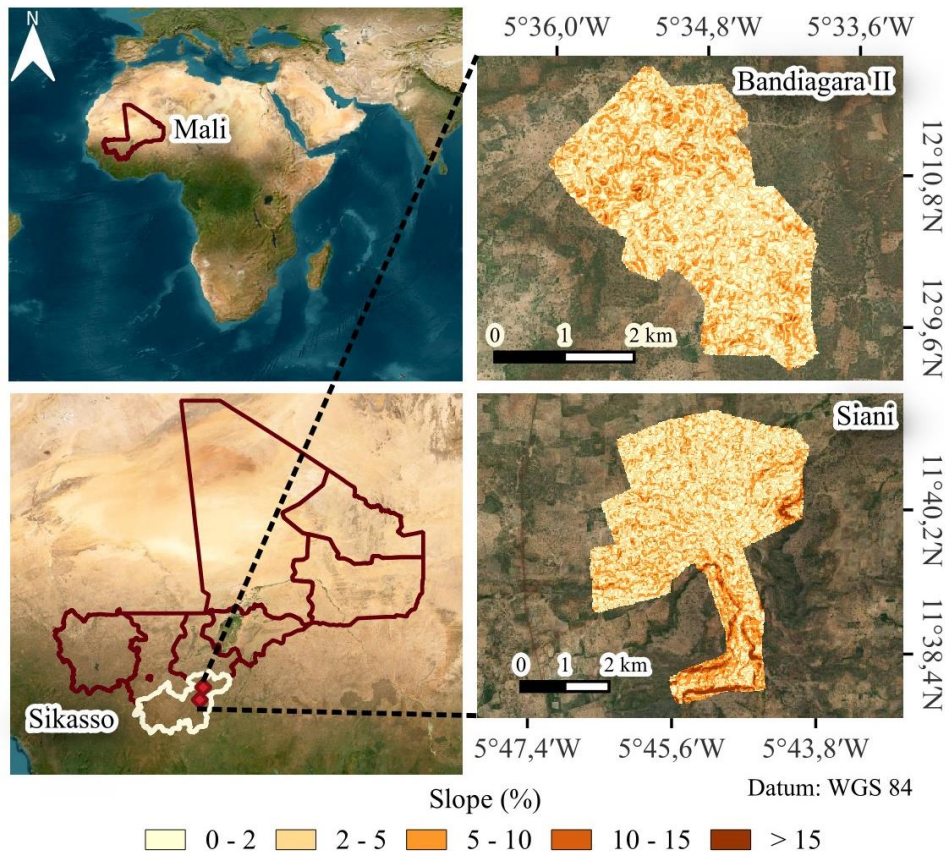 N
Mali
Sikasso
5°36,0′W 5°34,8′W 5°33,6′W
Bandiagara II
12°10,8′N
12°9,6′N
0 1 2 km
Siani
11°40,2′N
11°38,4′N
0 1 2 km
5°47,4′W 5°45,6′W 5°43,8′W
Datum: WGS 84
Slope (%)
0 - 2 2 - 5 5 - 10 10 - 15 > 15